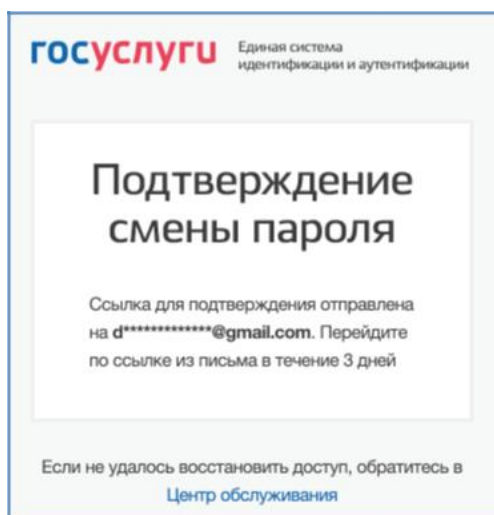 госуслуги
Единая система
идентификации и аутентификации
Подтверждение
смены пароля
Ссылка для подтверждения отправлена
на d*************@gmail.com. Перейдите
по ссылке из письма в течение 3 дней
Если не удалось восстановить доступ, обратитесь в
Центр обслуживания